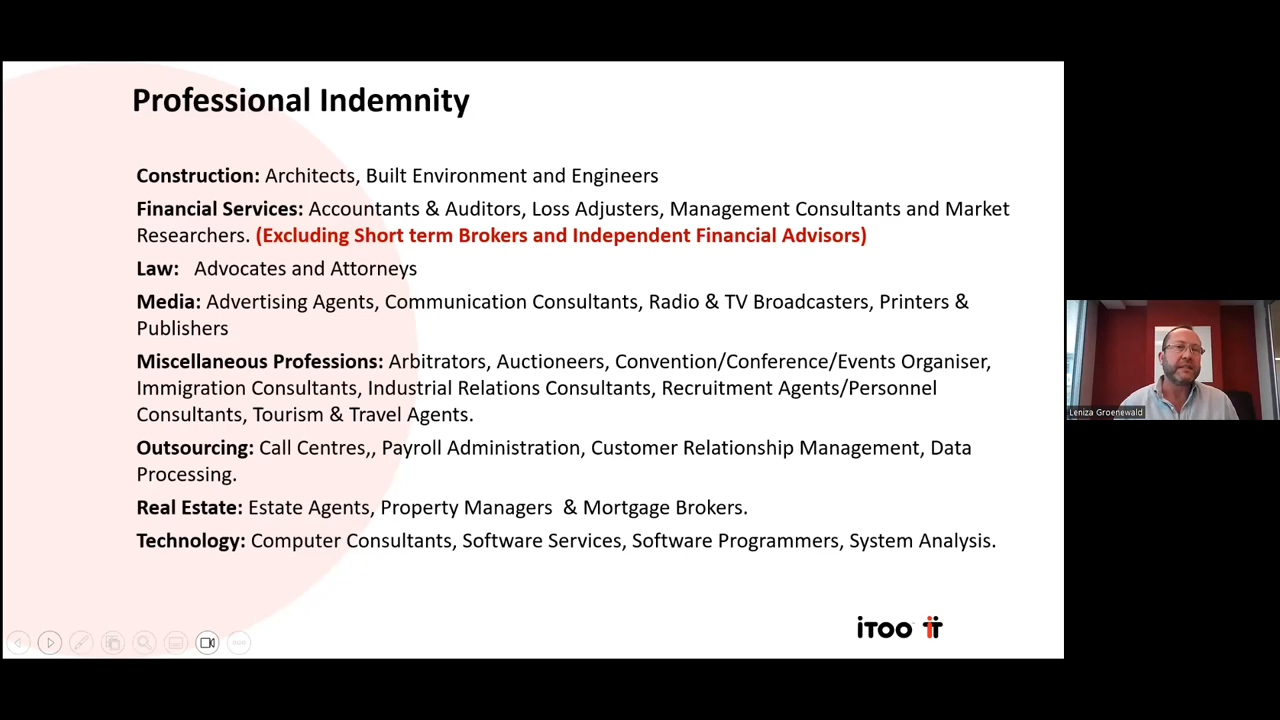 Professional Indemnity
Construction: Architects, Built Environment and Engineers
Financial Services: Accountants & Auditors, Loss Adjusters, Management Consultants and Market
Researchers. (Excluding Short term Brokers and Independent Financial Advisors)
Law: Advocates and Attorneys
Media: Advertising Agents, Communication Consultants, Radio & TV Broadcasters, Printers &
Publishers
Miscellaneous Professions: Arbitrators, Auctioneers, Convention/Conference/Events Organiser,
Immigration Consultants, Industrial Relations Consultants, Recruitment Agents/Personnel
Consultants, Tourism & Travel Agents.
Outsourcing: Call Centres,, Payroll Administration, Customer Relationship Management, Data
Processing.
Real Estate: Estate Agents, Property Managers & Mortgage Brokers.
Technology: Computer Consultants, Software Services, Software Programmers, System Analysis.
iTOO
Leniza Groenewald